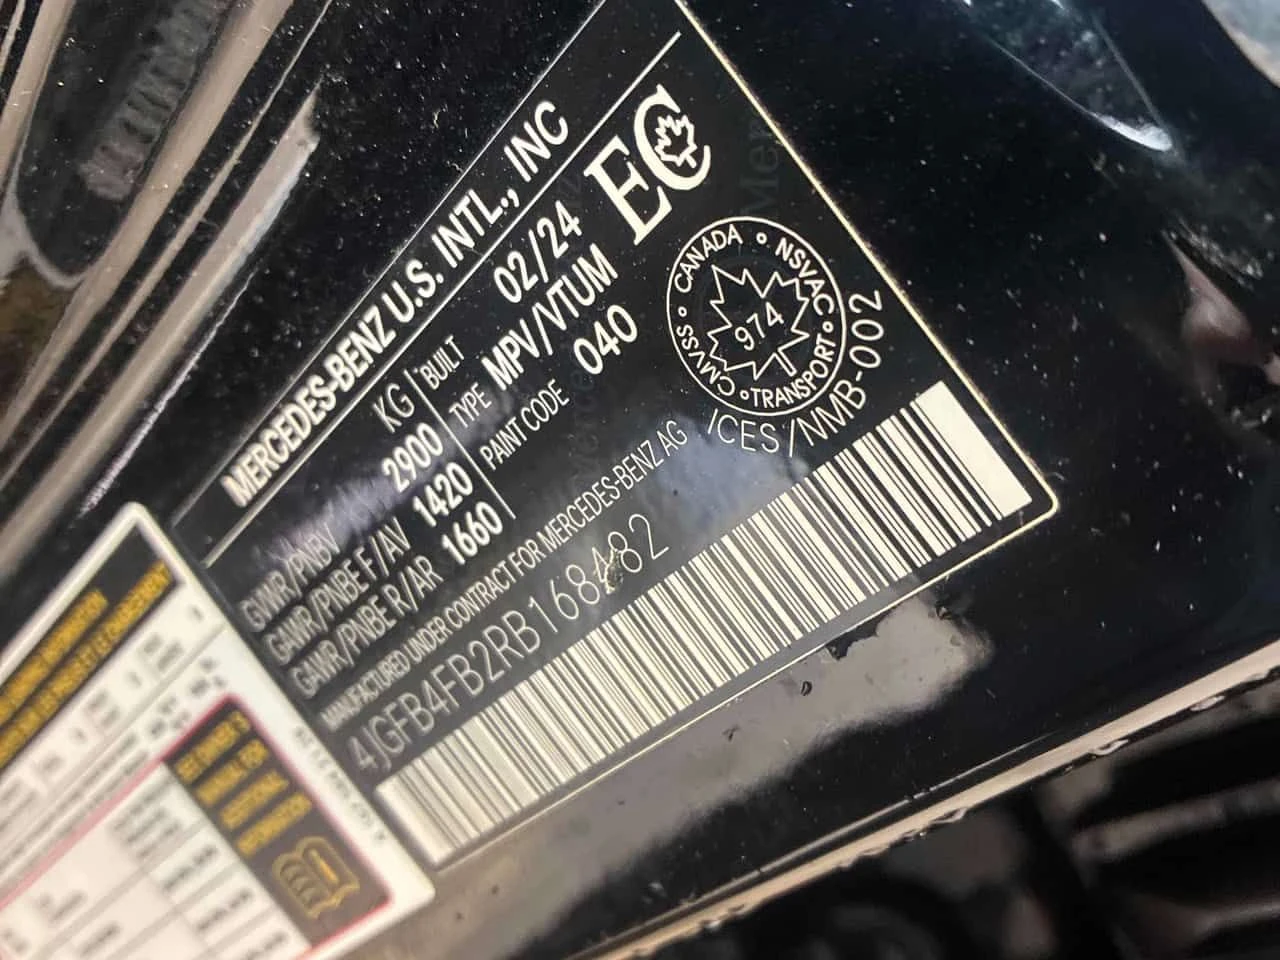 MERCEDES-BENZ U.S. INTL., INC
KG
GVWR/PNBV 2900
GAWR/PNBE F/AV 1420
GAWR/PNBE R/AR 1660
BUILT 02/24
TYPE MPV/VTUM
PAINT CODE 040
EC
CANADA • NSVAC • TRANSPORT • CMVSS •
974
ICES/NMB-002
MANUFACTURED UNDER CONTRACT FOR MERCEDES-BENZ AG
4JGFB4FB2RB168482